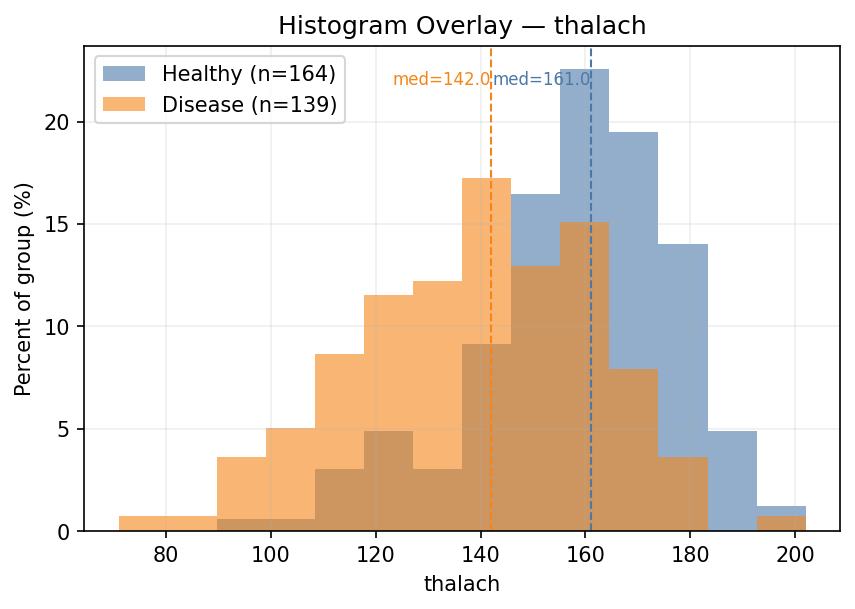 Histogram Overlay — thalach
Healthy (n=164)
Disease (n=139)
med=142.0
med=161.0
Percent of group (%)
20
15
10
5
0
80
100
120
140
160
180
200
thalach